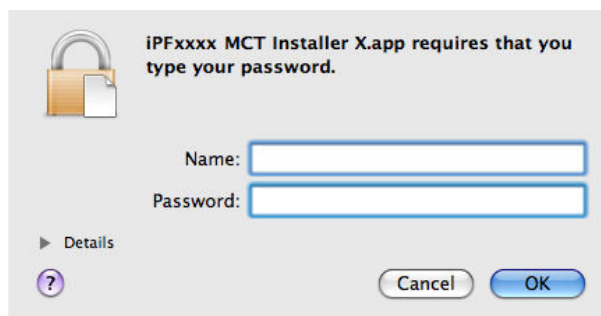 iPFxxxx MCT Installer X.app requires that you
type your password.
Name:
Password:
Details
?
Cancel
OK